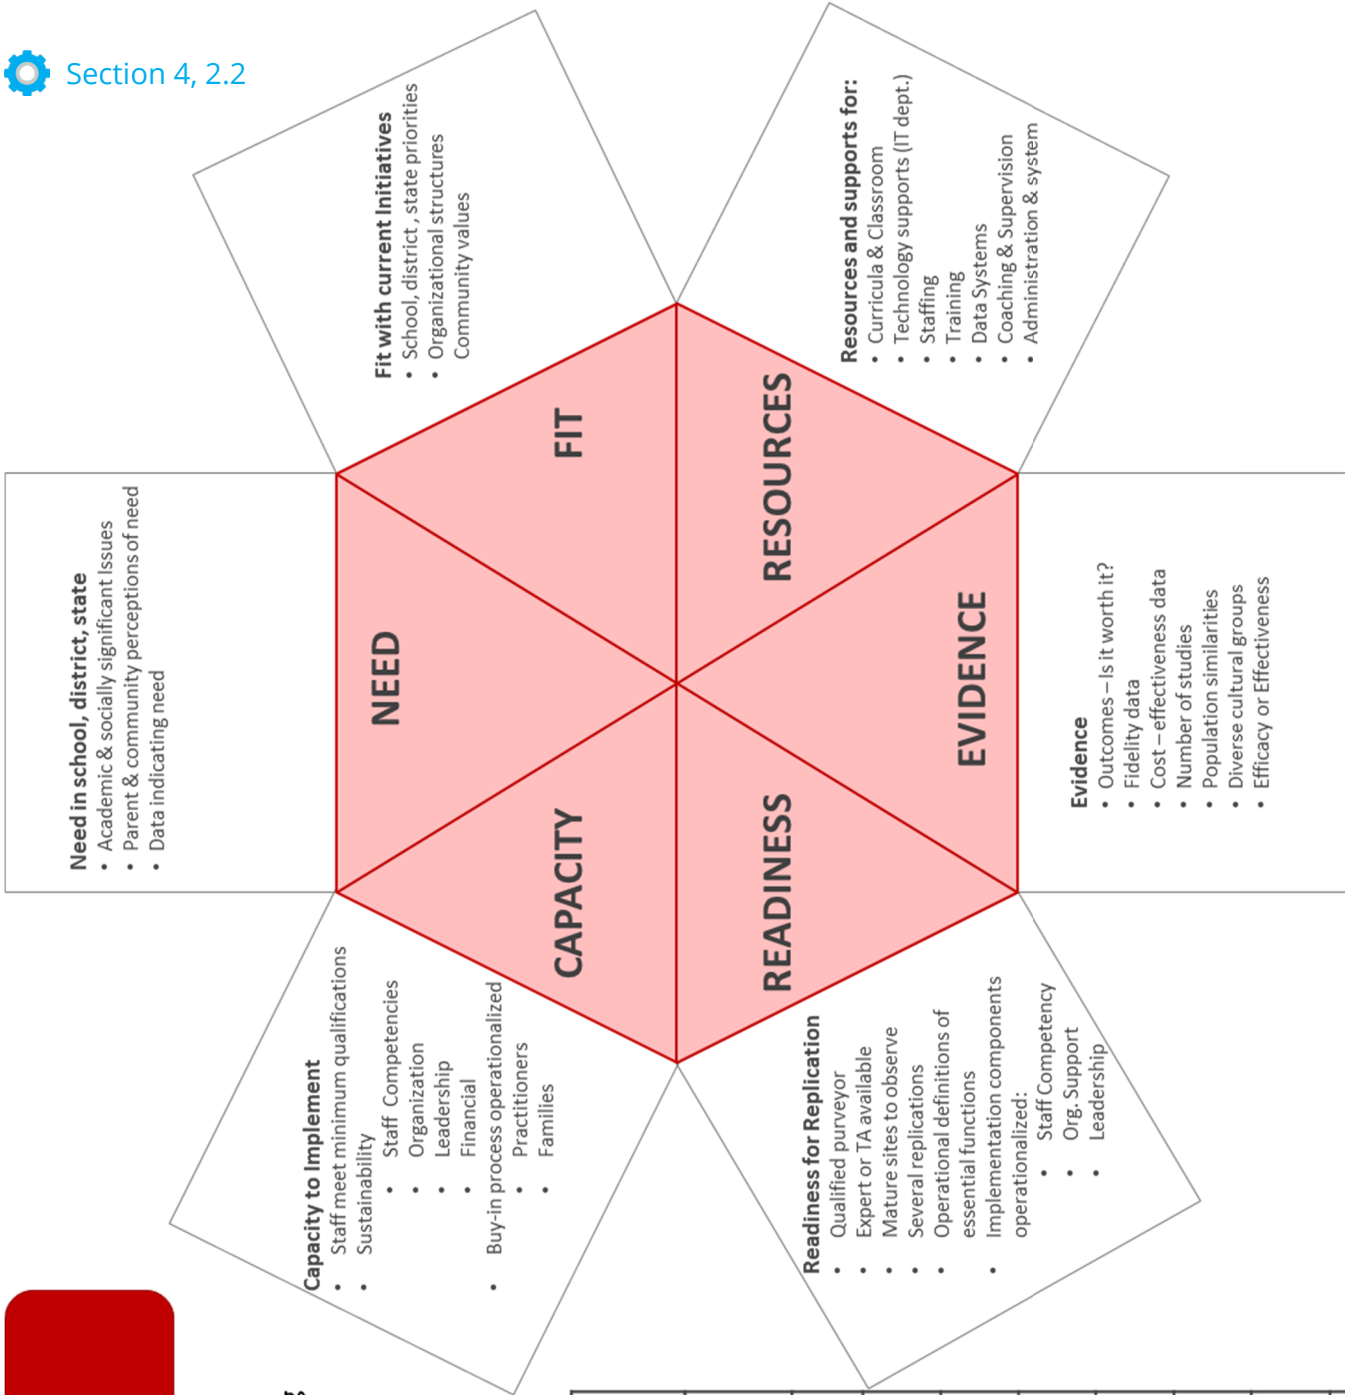 Section 4, 2.2
Need in school, district, state
• Academic & socially significant Issues
• Parent & community perceptions of need
• Data indicating need
Fit with current Initiatives
• School, district , state priorities
• Organizational structures
Community values
Resources and supports for:
• Curricula & Classroom
• Technology supports (IT dept.)
• Staffing
• Training
• Data Systems
• Coaching & Supervision
• Administration & system
Evidence
• Outcomes – Is it worth it?
• Fidelity data
• Cost – effectiveness data
• Number of studies
• Population similarities
• Diverse cultural groups
• Efficacy or Effectiveness
Readiness for Replication
• Qualified purveyor
• Expert or TA available
• Mature sites to observe
• Several replications
• Operational definitions of
essential functions
• Implementation components
operationalized:
• Staff Competency
• Org. Support
• Leadership
Capacity to Implement
• Staff meet minimum qualifications
• Sustainability
• Staff Competencies
• Organization
• Leadership
• Financial
• Buy-in process operationalized
• Practitioners
• Families
NEED
FIT
RESOURCES
EVIDENCE
READINESS
CAPACITY